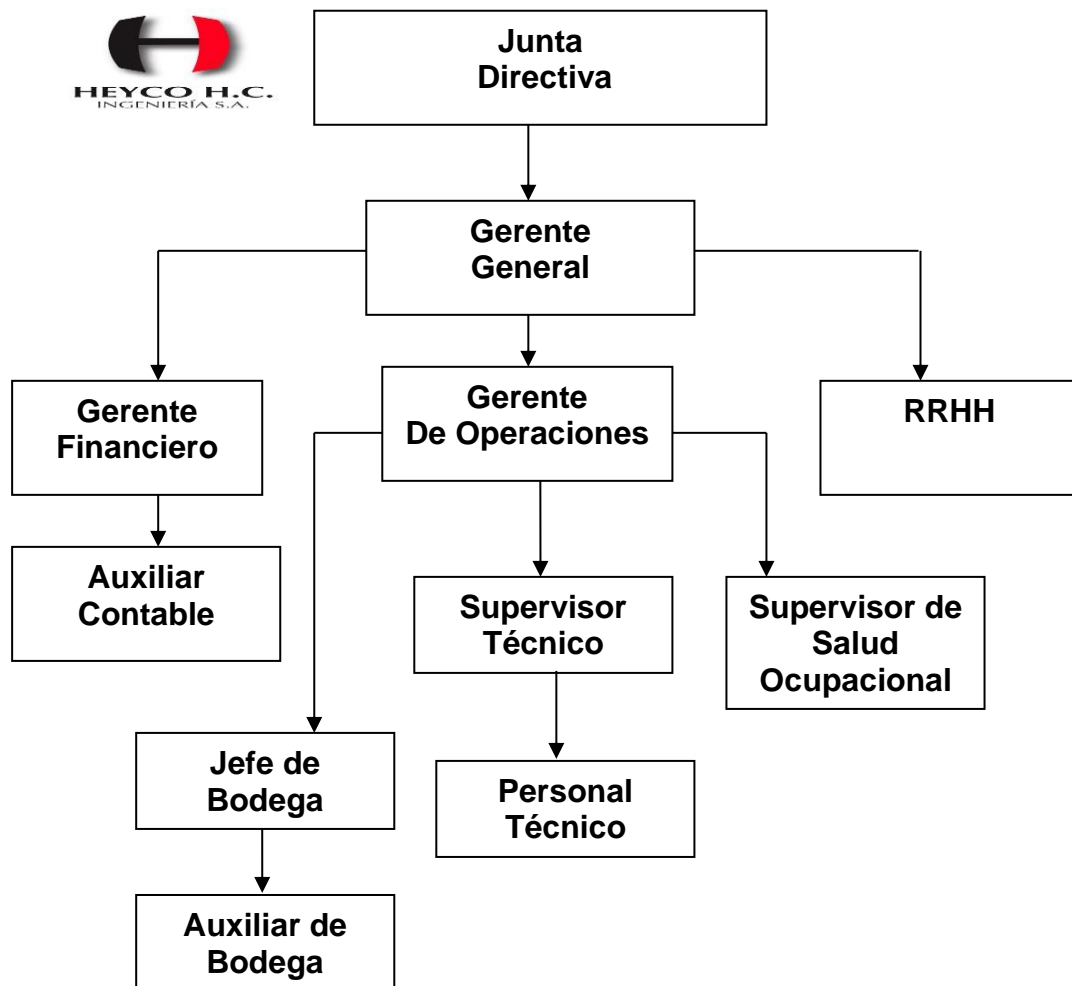 HEYCO H.C.
INGENIERÍA S.A.
Junta
Directiva
Gerente
General
Gerente
Financiero
Gerente
De Operaciones
RRHH
Auxiliar
Contable
Supervisor
Técnico
Supervisor de
Salud
Ocupacional
Jefe de
Bodega
Personal
Técnico
Auxiliar de
Bodega